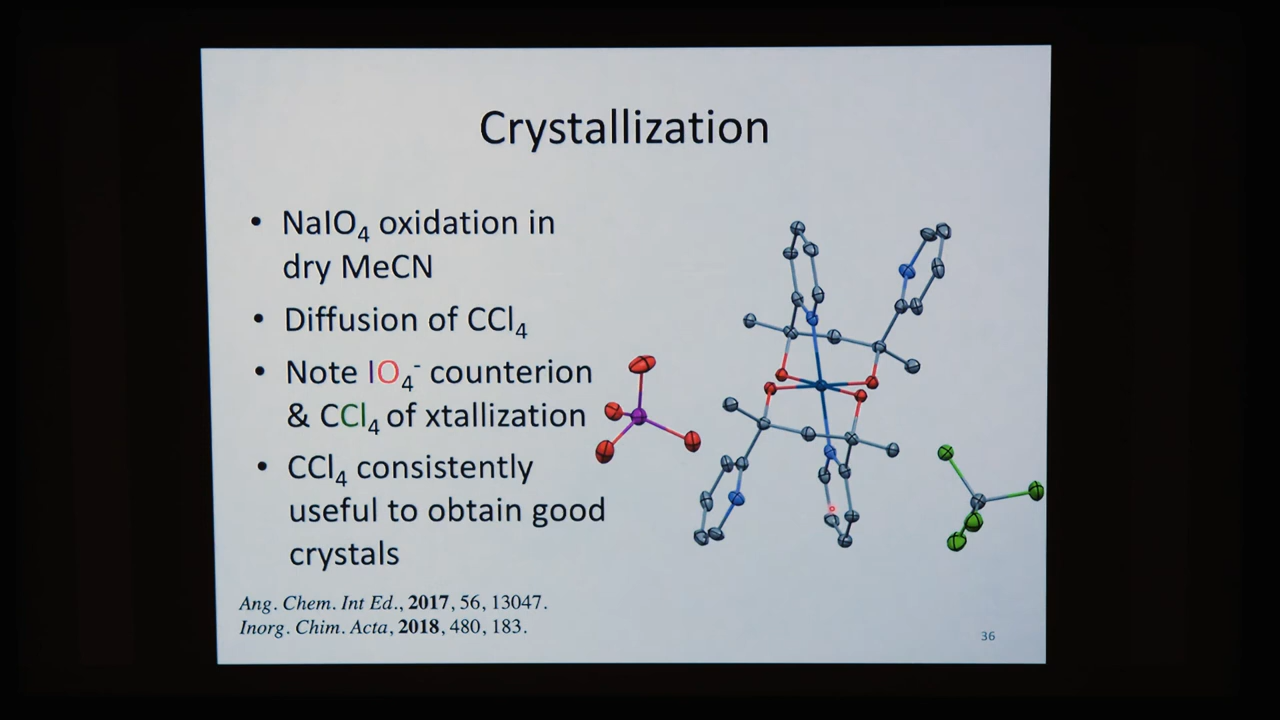 Crystallization
• NaIO₄ oxidation in
dry MeCN
• Diffusion of CCl₄
• Note IO₄⁻ counterion
& CCl₄ of xtallization
• CCl₄ consistently
useful to obtain good
crystals
Ang. Chem. Int Ed., 2017, 56, 13047.
Inorg. Chim. Acta, 2018, 480, 183.
36